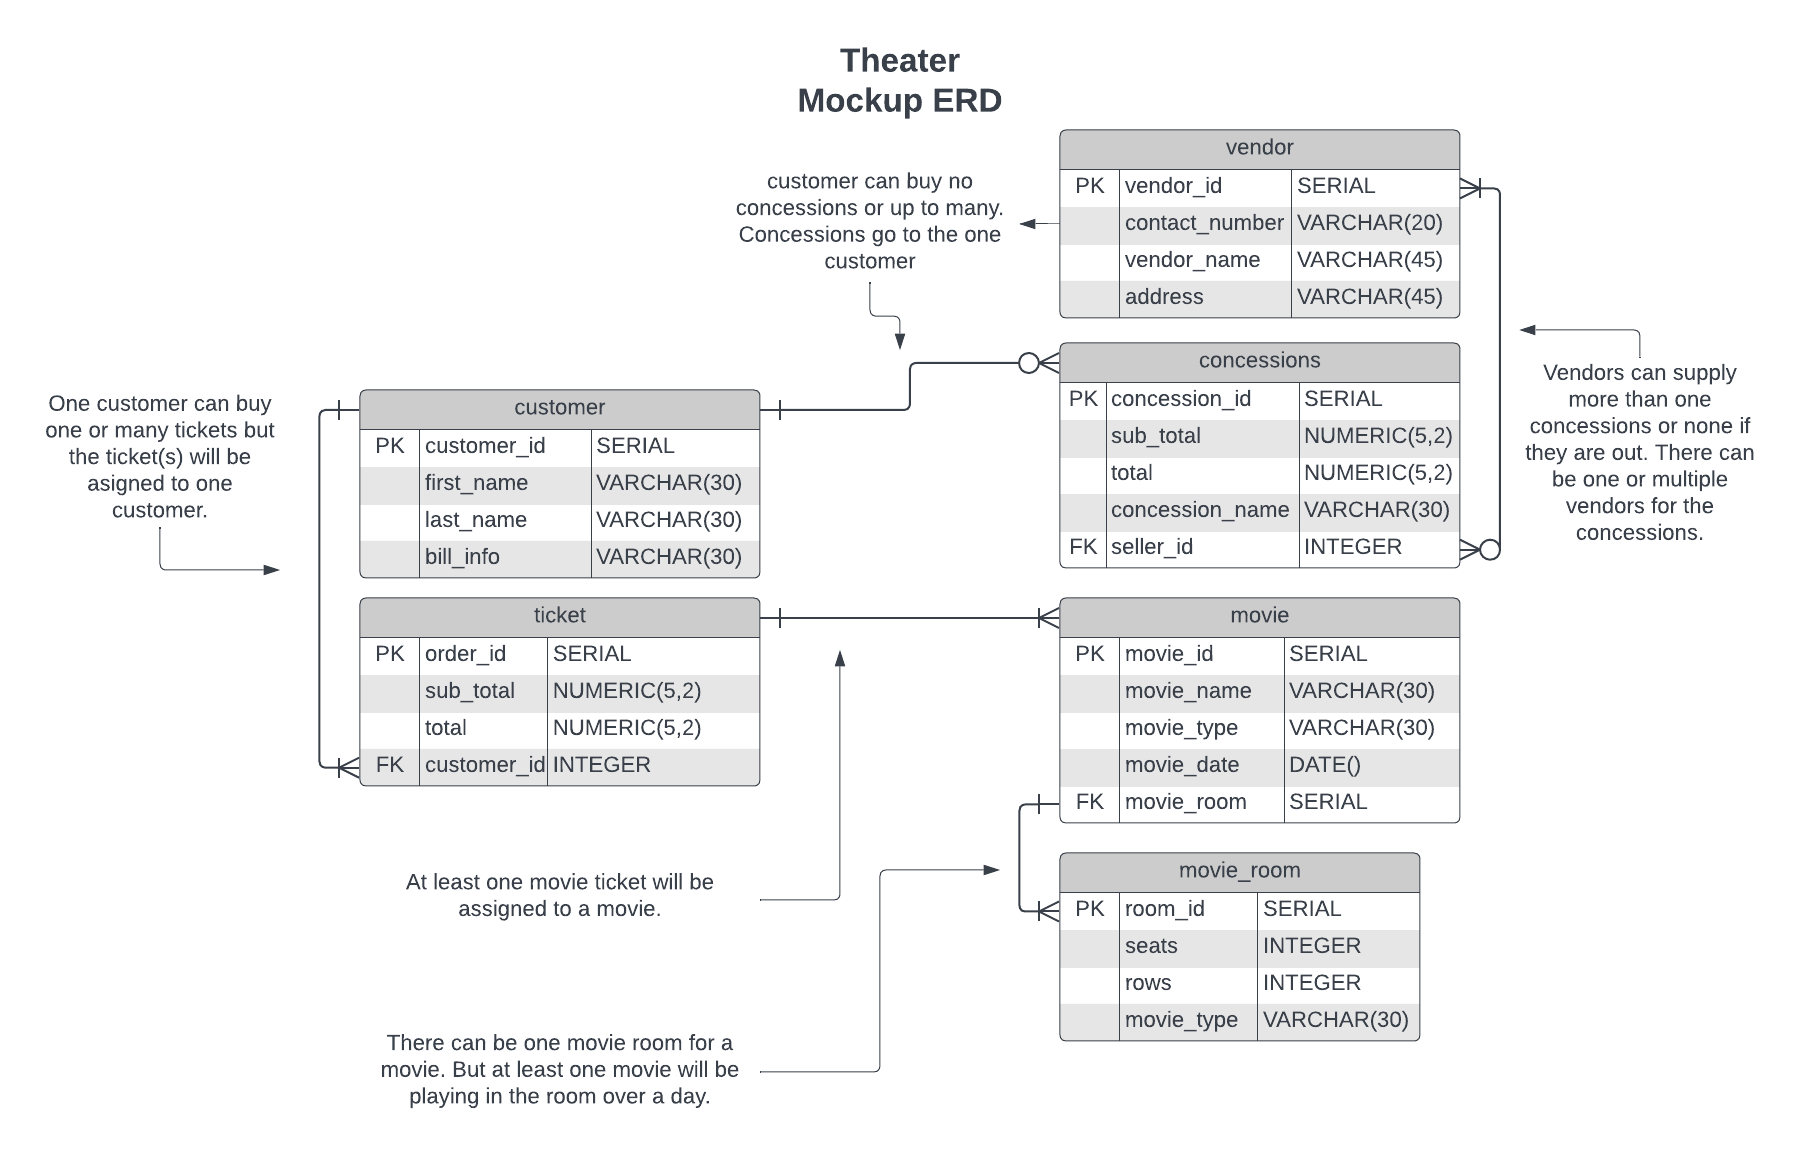 Theater
Mockup ERD
vendor
PK vendor_id SERIAL
contact_number VARCHAR(20)
vendor_name VARCHAR(45)
address VARCHAR(45)
customer can buy no
concessions or up to many.
Concessions go to the one
customer
concessions
PK concession_id SERIAL
sub_total NUMERIC(5,2)
total NUMERIC(5,2)
concession_name VARCHAR(30)
FK seller_id INTEGER
Vendors can supply
more than one
concessions or none if
they are out. There can
be one or multiple
vendors for the
concessions.
One customer can buy
one or many tickets but
the ticket(s) will be
asigned to one
customer.
customer
PK customer_id SERIAL
first_name VARCHAR(30)
last_name VARCHAR(30)
bill_info VARCHAR(30)
ticket
PK order_id SERIAL
sub_total NUMERIC(5,2)
total NUMERIC(5,2)
FK customer_id INTEGER
movie
PK movie_id SERIAL
movie_name VARCHAR(30)
movie_type VARCHAR(30)
movie_date DATE()
FK movie_room SERIAL
At least one movie ticket will be
assigned to a movie.
movie_room
PK room_id SERIAL
seats INTEGER
rows INTEGER
movie_type VARCHAR(30)
There can be one movie room for a
movie. But at least one movie will be
playing in the room over a day.